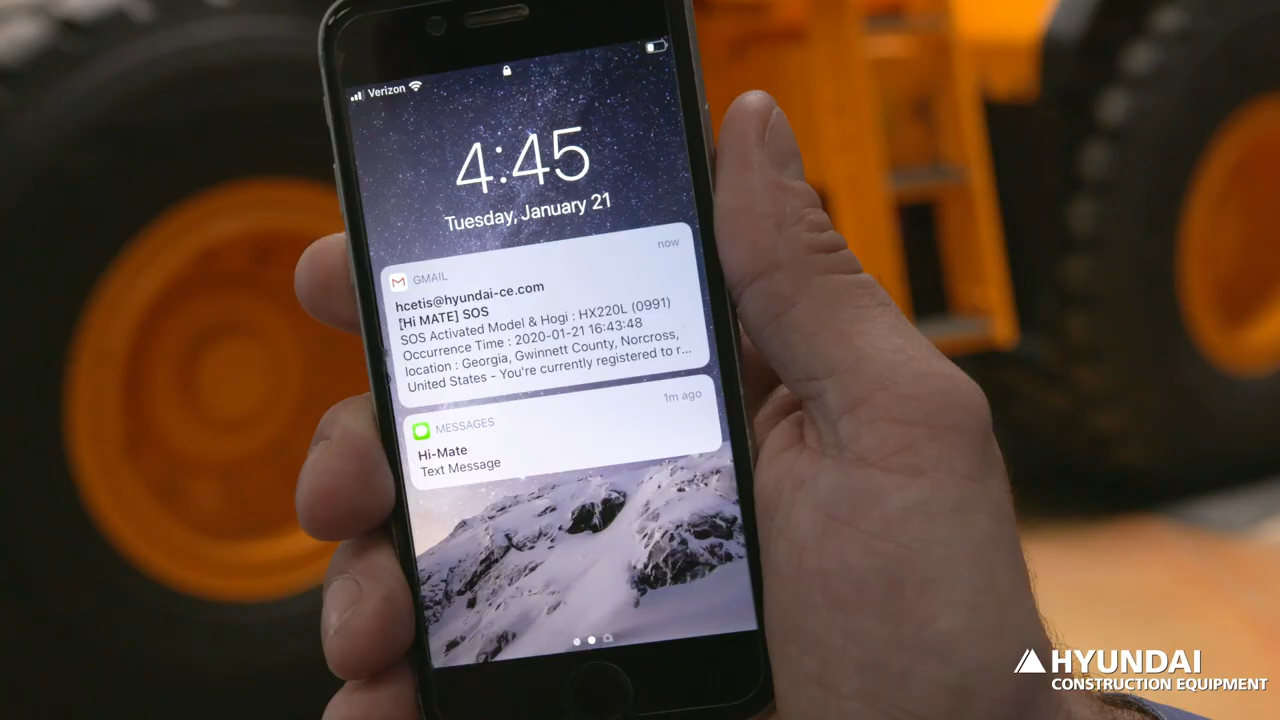 Verizon
4:45
Tuesday, January 21
GMAIL
now
hcetis@hyundai-ce.com
[Hi MATE] SOS
SOS Activated Model & Hogi : HX220L (0991)
Occurrence Time : 2020-01-21 16:43:48
location : Georgia, Gwinnett County, Norcross,
United States - You're currently registered to r...
MESSAGES
1m ago
Hi-Mate
Text Message
HYUNDAI
CONSTRUCTION EQUIPMENT